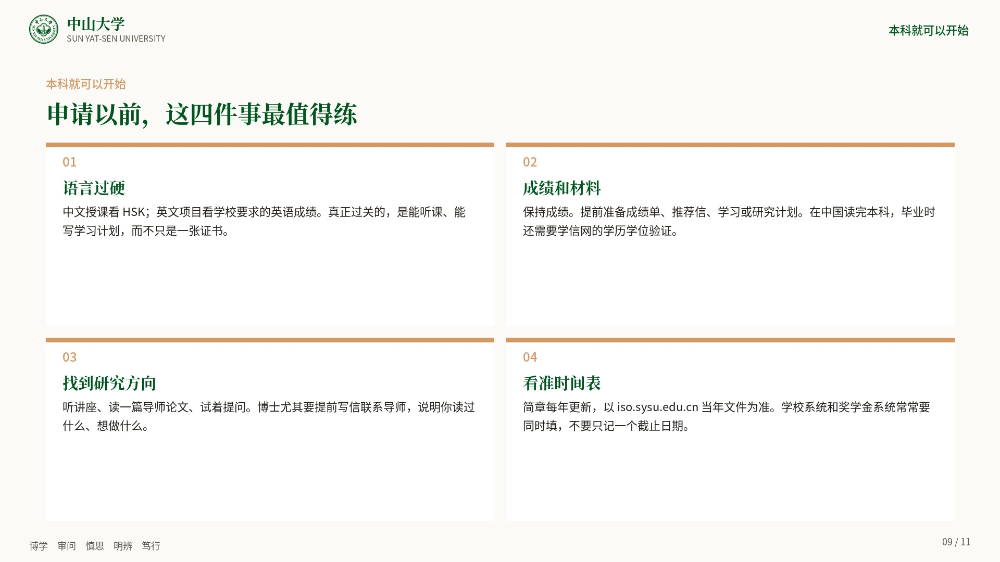 中山大学
SUN YAT-SEN UNIVERSITY
本科就可以开始
本科就可以开始
申请以前，这四件事最值得练
01
语言过硬
中文授课看 HSK；英文项目看学校要求的英语成绩。真正过关的，是能听课、能
写学习计划，而不只是一张证书。
02
成绩和材料
保持成绩。提前准备成绩单、推荐信、学习或研究计划。在中国读完本科，毕业时
还需要学信网的学历学位验证。
03
找到研究方向
听讲座、读一篇导师论文、试着提问。博士尤其要提前写信联系导师，说明你读过
什么、想做什么。
04
看准时间表
简章每年更新，以 iso.sysu.edu.cn 当年文件为准。学校系统和奖学金系统常常要
同时填，不要只记一个截止日期。
博学　审问　慎思　明辨　笃行
09 / 11